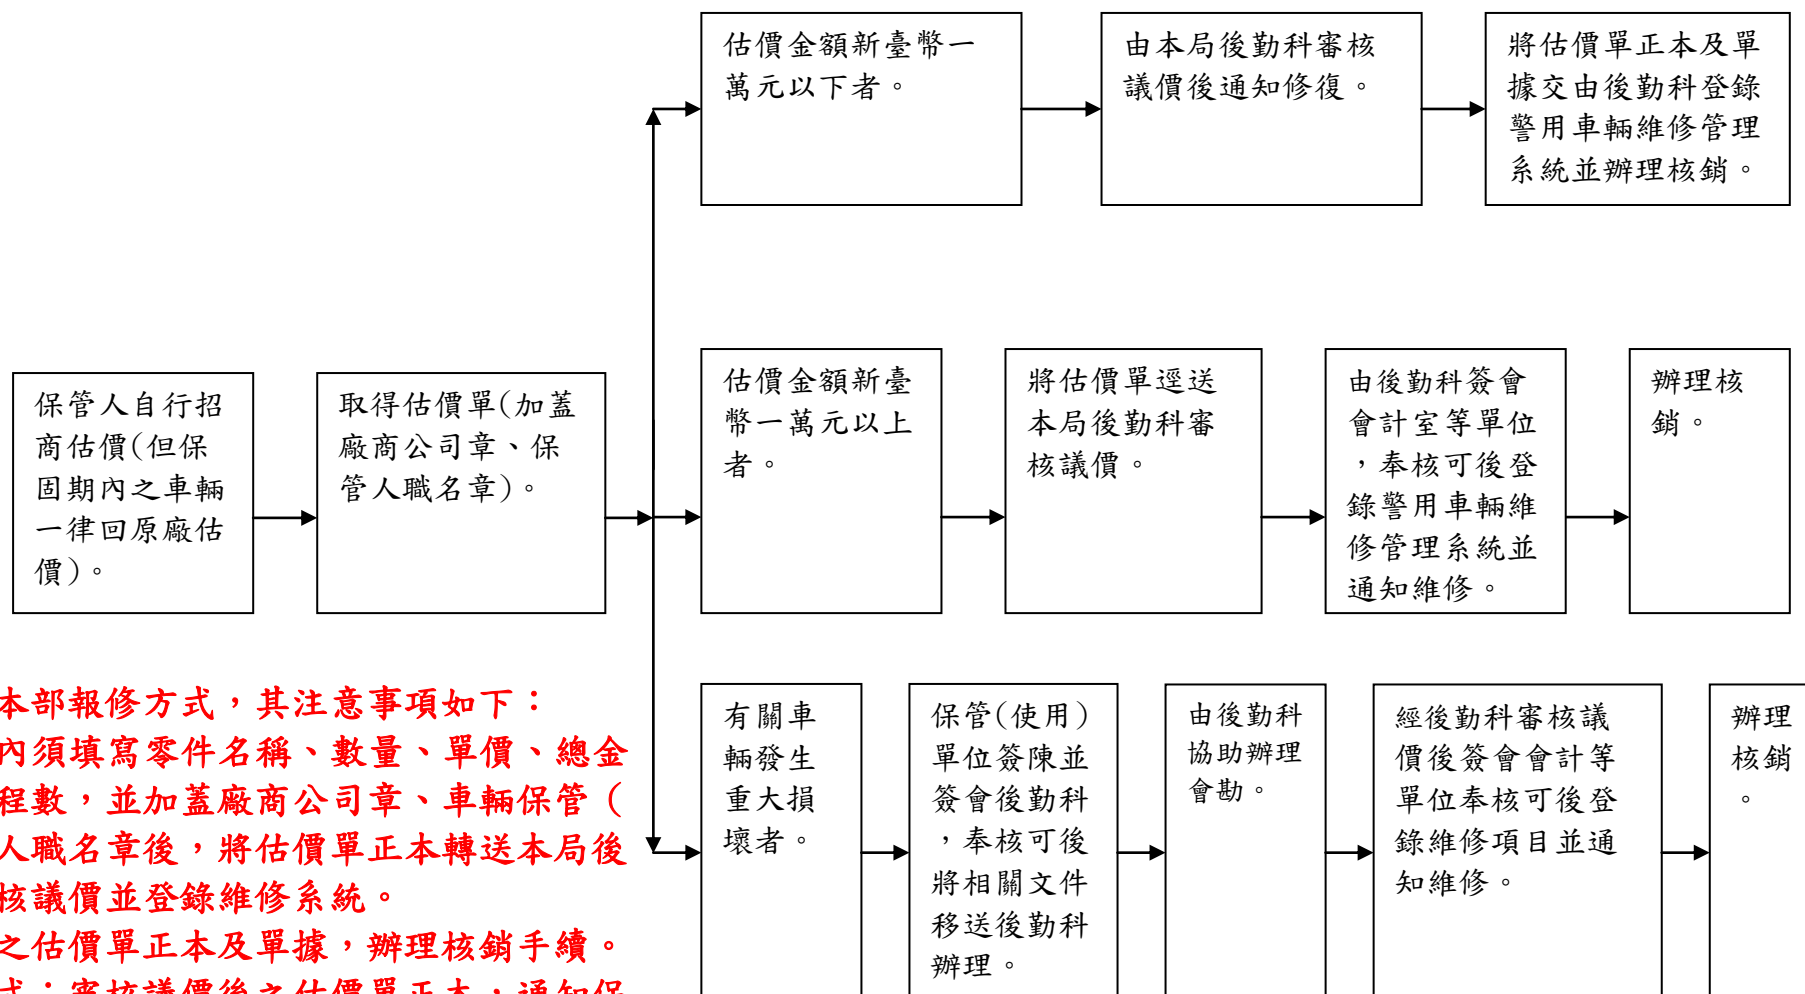 估價金額新臺幣一
萬元以下者。
由本局後勤科審核
議價後通知修復。
將估價單正本及單
據交由後勤科登錄
警用車輛維修管理
系統並辦理核銷。
保管人自行招
商估價(但保
固期內之車輛
一律回原廠估
價)。
取得估價單(加蓋
廠商公司章、保
管人職名章)。
估價金額新臺
幣一萬元以上
者。
將估價單逕送
本局後勤科審
核議價。
由後勤科簽會
會計室等單位
，奉核可後登
錄警用車輛維
修管理系統並
通知維修。
辦理核
銷。
有關車
輛發生
重大損
壞者。
保管(使用)
單位簽陳並
簽會後勤科
，奉核可後
將相關文件
移送後勤科
辦理。
由後勤科
協助辦理
會勘。
經後勤科審核議
價後簽會會計等
單位奉核可後登
錄維修項目並通
知維修。
辦理
核銷
。
本部報修方式，其注意事項如下：
內須填寫零件名稱、數量、單價、總金
程數，並加蓋廠商公司章、車輛保管（
人職名章後，將估價單正本轉送本局後
核議價並登錄維修系統。
之估價單正本及單據，辦理核銷手續。
式：審核議價後之估價單正本，通知保